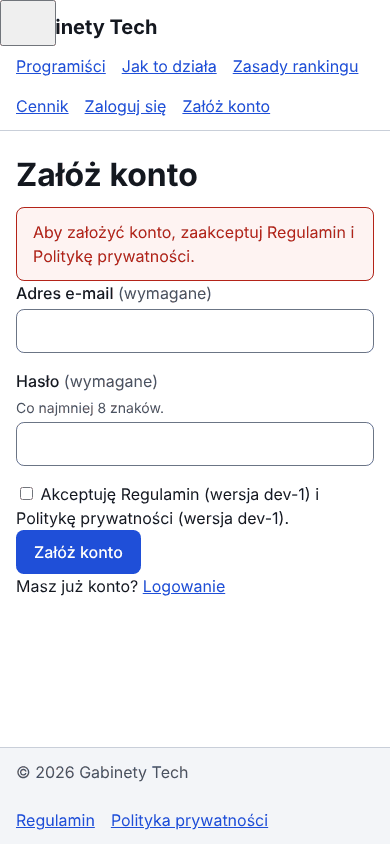 inety Tech
Programiści Jak to działa Zasady rankingu
Cennik Zaloguj się Załóż konto
Załóż konto
Aby założyć konto, zaakceptuj Regulamin i
Politykę prywatności.
Adres e-mail (wymagane)
Hasło (wymagane)
Co najmniej 8 znaków.
Akceptuję Regulamin (wersja dev-1) i
Politykę prywatności (wersja dev-1).
Załóż konto
Masz już konto? Logowanie
© 2026 Gabinety Tech
Regulamin Polityka prywatności